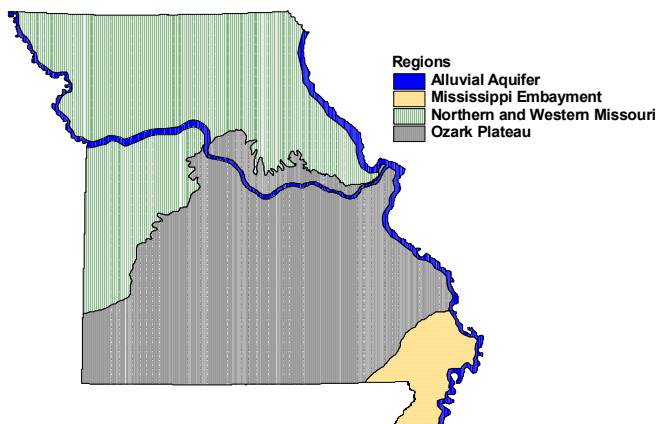 Regions
Alluvial Aquifer
Mississippi Embayment
Northern and Western Missouri
Ozark Plateau